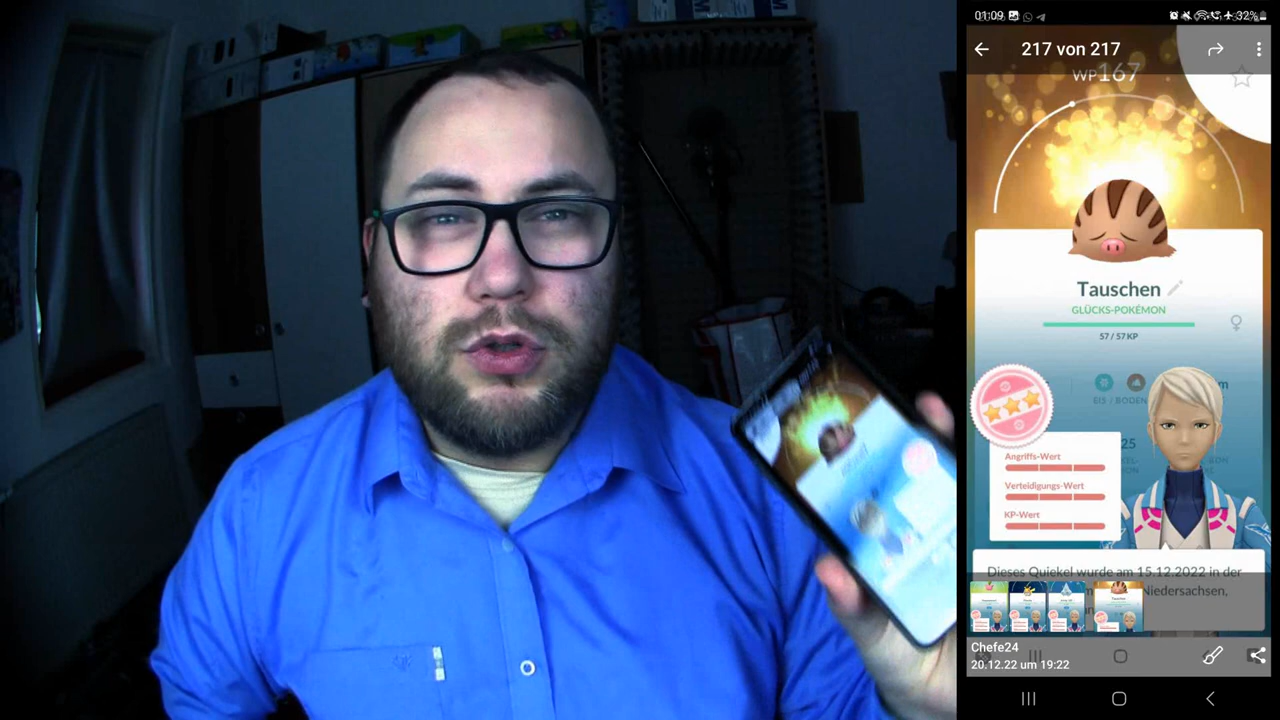 01:09
32%
217 von 217
WP167
Tauschen
GLÜCKS-POKÉMON
57 / 57 KP
EIS / BODEN
m
25
Angriffs-Wert
Verteidigungs-Wert
KP-Wert
Dieses Quiekel wurde am 15.12.2022 in der
Niedersachsen,
Chefe24
20.12.22 um 19:22